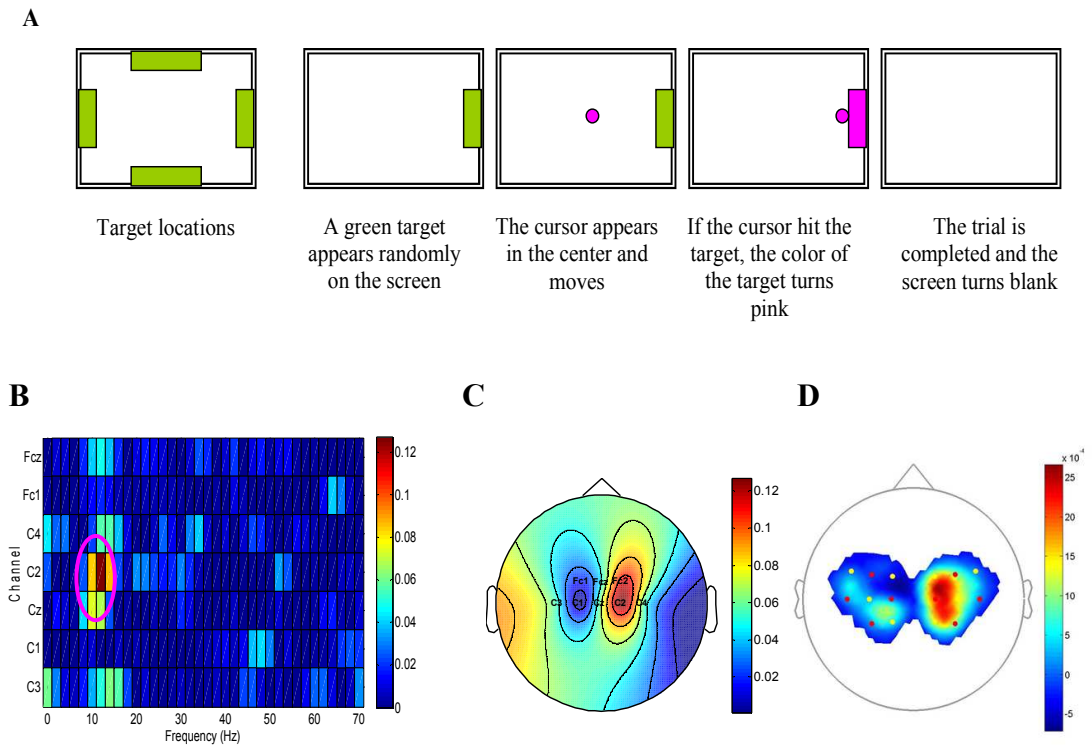 A
Target locations
A green target
appears randomly
on the screen
The cursor appears
in the center and
moves
If the cursor hit the
target, the color of
the target turns
pink
The trial is
completed and the
screen turns blank
B
Channel
Fcz
Fc1
C4
C2
Cz
C1
C3
0 10 20 30 40 50 60 70
Frequency (Hz)
0.12
0.1
0.08
0.06
0.04
0.02
0
C
Fc1 Fcz Fc2
C3 C1 Cz C2 C4
0.12
0.1
0.08
0.06
0.04
0.02
D
x 10⁻⁴
25
20
15
10
5
0
-5